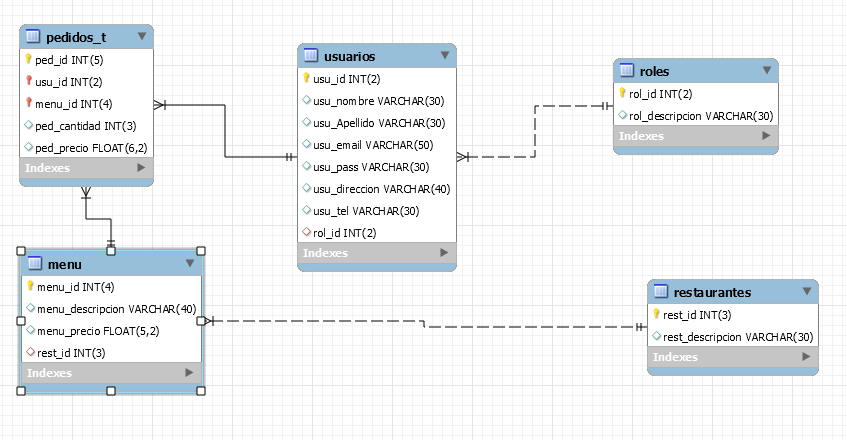 pedidos_t
ped_id INT(5)
usu_id INT(2)
menu_id INT(4)
ped_cantidad INT(3)
ped_precio FLOAT(6,2)
Indexes
usuarios
usu_id INT(2)
usu_nombre VARCHAR(30)
usu_Apellido VARCHAR(30)
usu_email VARCHAR(50)
usu_pass VARCHAR(30)
usu_direccion VARCHAR(40)
usu_tel VARCHAR(30)
rol_id INT(2)
Indexes
roles
rol_id INT(2)
rol_descripcion VARCHAR(30)
Indexes
menu
menu_id INT(4)
menu_descripcion VARCHAR(40)
menu_precio FLOAT(5,2)
rest_id INT(3)
Indexes
restaurantes
rest_id INT(3)
rest_descripcion VARCHAR(30)
Indexes